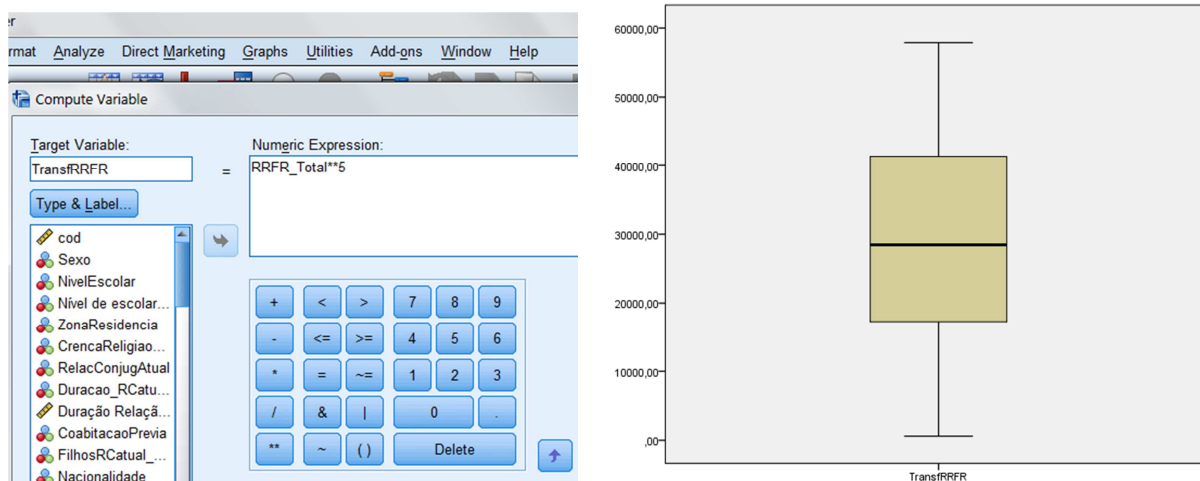 er
rmat Analyze Direct Marketing Graphs Utilities Add-ons Window Help
Compute Variable
Target Variable:
Numeric Expression:
TransfRRFR
=
RRFR_Total**5
Type & Label...
cod
Sexo
NivelEscolar
Nível de escolar...
ZonaResidencia
CrencaReligiao...
RelacConjugAtual
Duracao_RCatu...
Duração Relaçã...
CoabitacaoPrevia
FilhosRCatual_...
Nacionalidade
+ < > 7 8 9
- <= >= 4 5 6
* = ~= 1 2 3
/ & | 0 .
** ~ () Delete
60000,00
50000,00
40000,00
30000,00
20000,00
10000,00
,00
TransfRRFR